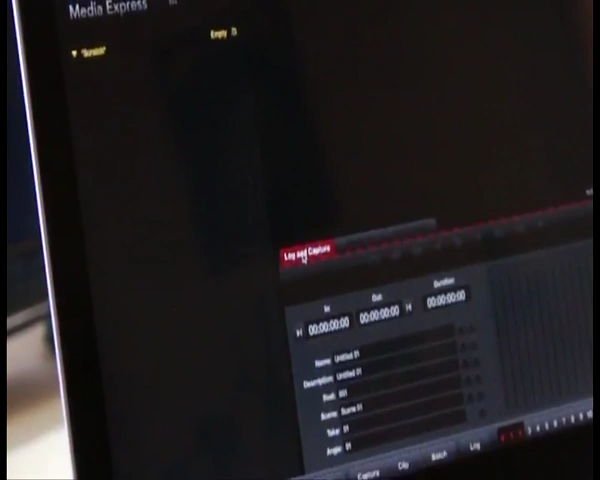 Media Express
"Scratch" Empty
Log and Capture
In Out Duration
00:00:00:00 00:00:00:00 00:00:00:00
Name: Untitled 01
Description: Untitled 01
Reel: 001
Scene: Scene 01
Take: 01
Angle: 01
Capture Clip Batch Log